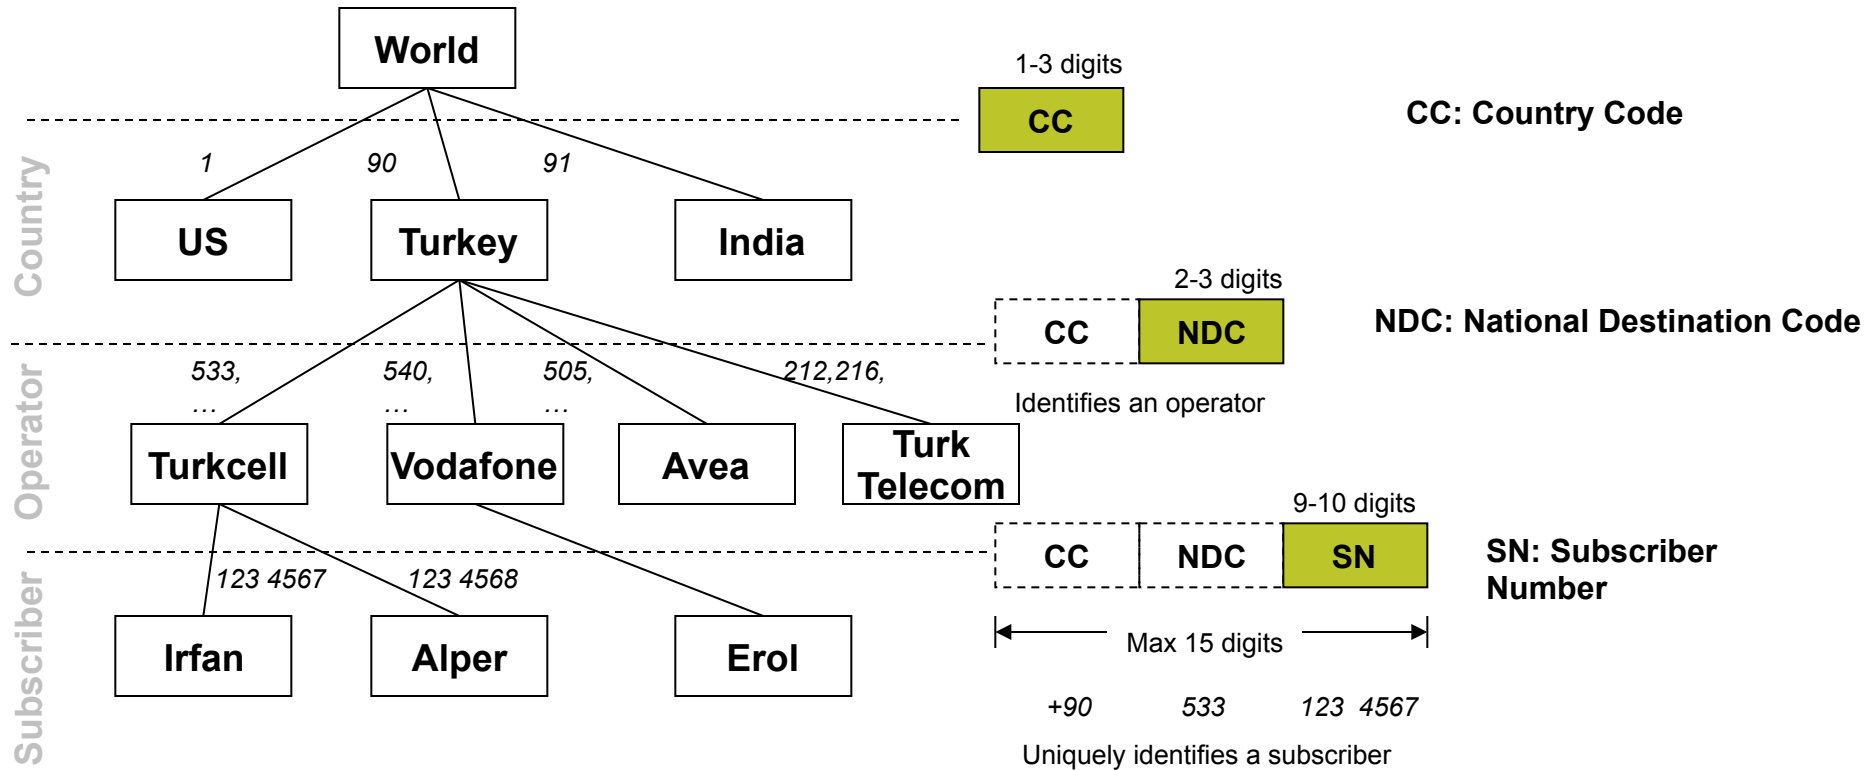 World
1-3 digits
CC
CC: Country Code
Country
1
90
91
US
Turkey
India
2-3 digits
CC
NDC
NDC: National Destination Code
Identifies an operator
Operator
533,
…
540,
…
505,
…
212,216,
Turkcell
Vodafone
Avea
Turk
Telecom
9-10 digits
CC
NDC
SN
SN: Subscriber
Number
Subscriber
123 4567
123 4568
Irfan
Alper
Erol
Max 15 digits
+90
533
123 4567
Uniquely identifies a subscriber